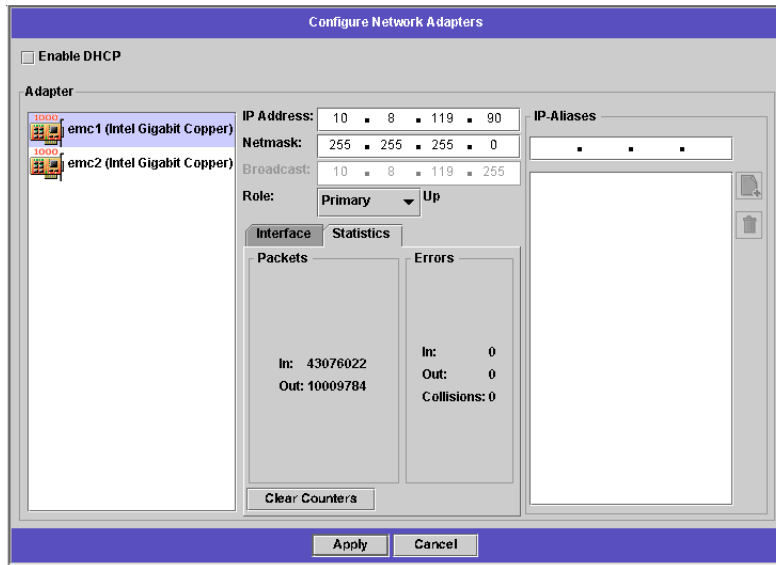 Configure Network Adapters
Enable DHCP
Adapter
1000
emc1 (Intel Gigabit Copper)
1000
emc2 (Intel Gigabit Copper)
IP Address: 10 . 8 . 119 . 90
Netmask: 255 . 255 . 255 . 0
Broadcast: 10 . 8 . 119 . 255
Role: Primary Up
Interface Statistics
Packets
In: 43076022
Out: 10009784
Errors
In: 0
Out: 0
Collisions: 0
Clear Counters
IP-Aliases
. . .
Apply Cancel